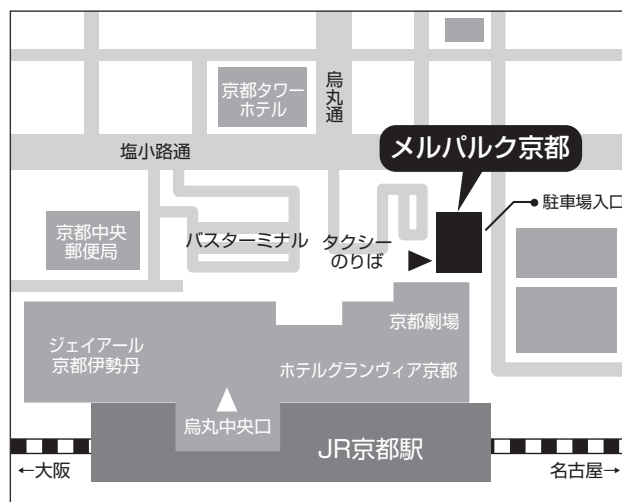 京都タワー
ホテル
烏丸通
塩小路通
メルパルク京都
駐車場入口
京都中央
郵便局
バスターミナル
タクシー
のりば
京都劇場
ジェイアール
京都伊勢丹
ホテルグランヴィア京都
烏丸中央口
JR京都駅
←大阪
名古屋→